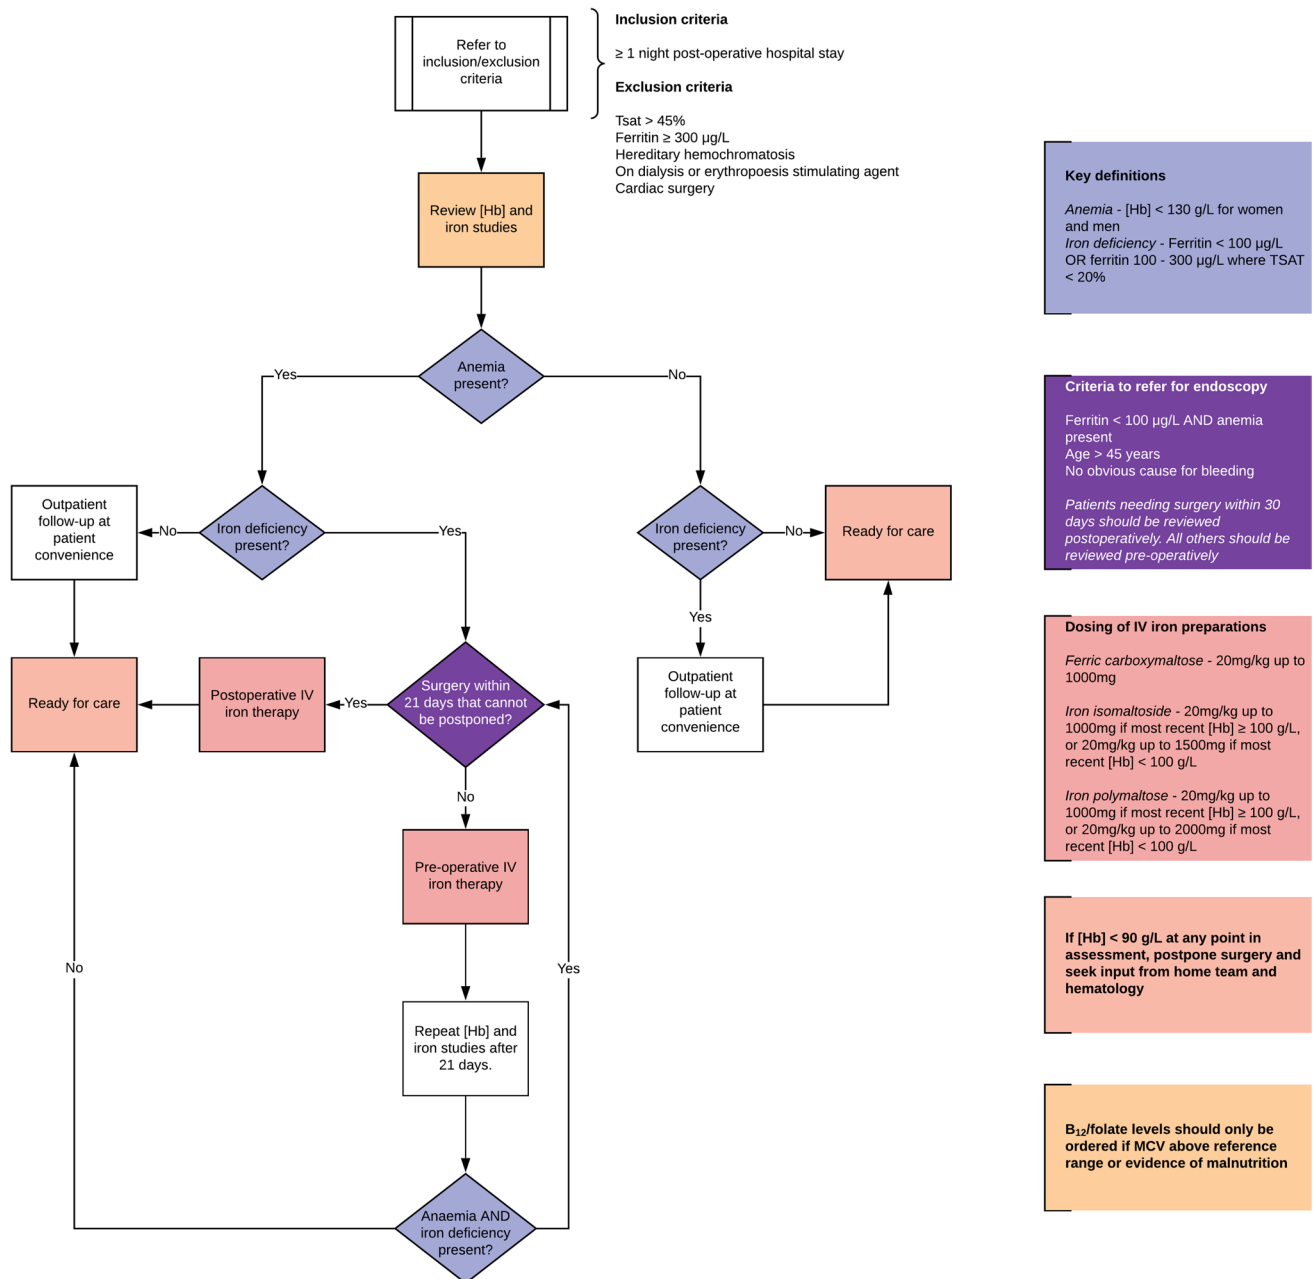 Refer to
inclusion/exclusion
criteria
Inclusion criteria
≥ 1 night post-operative hospital stay
Exclusion criteria
Tsat > 45%
Ferritin ≥ 300 µg/L
Hereditary hemochromatosis
On dialysis or erythropoesis stimulating agent
Cardiac surgery
Review [Hb] and
iron studies
Anemia
present?
Yes
No
Iron deficiency
present?
No
Yes
Outpatient
follow-up at
patient
convenience
Iron deficiency
present?
No
Yes
Ready for care
Ready for care
Postoperative IV
iron therapy
Yes
Surgery within
21 days that cannot
be postponed?
No
Outpatient
follow-up at
patient
convenience
Pre-operative IV
iron therapy
Repeat [Hb] and
iron studies after
21 days.
No
Yes
Anaemia AND
iron deficiency
present?
Key definitions
Anemia - [Hb] < 130 g/L for women
and men
Iron deficiency - Ferritin < 100 µg/L
OR ferritin 100 - 300 µg/L where TSAT
< 20%
Criteria to refer for endoscopy
Ferritin < 100 µg/L AND anemia
present
Age > 45 years
No obvious cause for bleeding
Patients needing surgery within 30
days should be reviewed
postoperatively. All others should be
reviewed pre-operatively
Dosing of IV iron preparations
Ferric carboxymaltose - 20mg/kg up to
1000mg
Iron isomaltoside - 20mg/kg up to
1000mg if most recent [Hb] ≥ 100 g/L,
or 20mg/kg up to 1500mg if most
recent [Hb] < 100 g/L
Iron polymaltose - 20mg/kg up to
1000mg if most recent [Hb] ≥ 100 g/L,
or 20mg/kg up to 2000mg if most
recent [Hb] < 100 g/L
If [Hb] < 90 g/L at any point in
assessment, postpone surgery and
seek input from home team and
hematology
B₁₂/folate levels should only be
ordered if MCV above reference
range or evidence of malnutrition